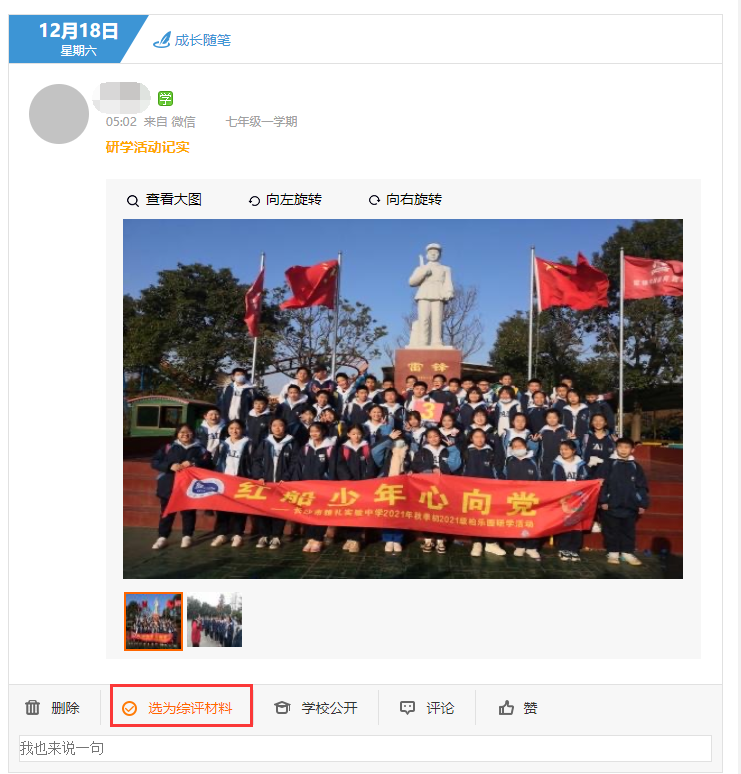 12月18日
星期六
成长随笔
学
05:02 来自 微信 七年级一学期
研学活动记实
查看大图 向左旋转 向右旋转
雷锋
3
红船少年心向党
删除 选为综评材料 学校公开 评论 赞
我也来说一句